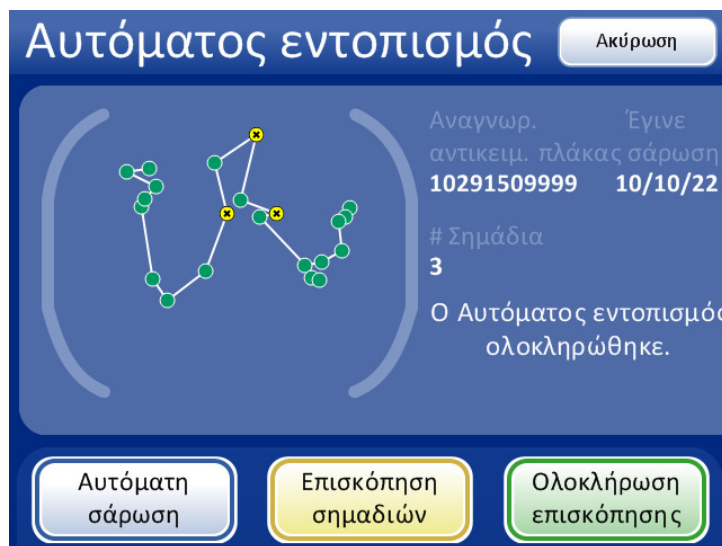 Αυτόματος εντοπισμός
Ακύρωση
Αναγνωρ. Έγινε
αντικειμ. πλάκας σάρωση
10291509999 10/10/22
# Σημάδια
3
Ο Αυτόματος εντοπισμός
ολοκληρώθηκε.
Αυτόματη
σάρωση
Επισκόπηση
σημαδιών
Ολοκλήρωση
επισκόπησης